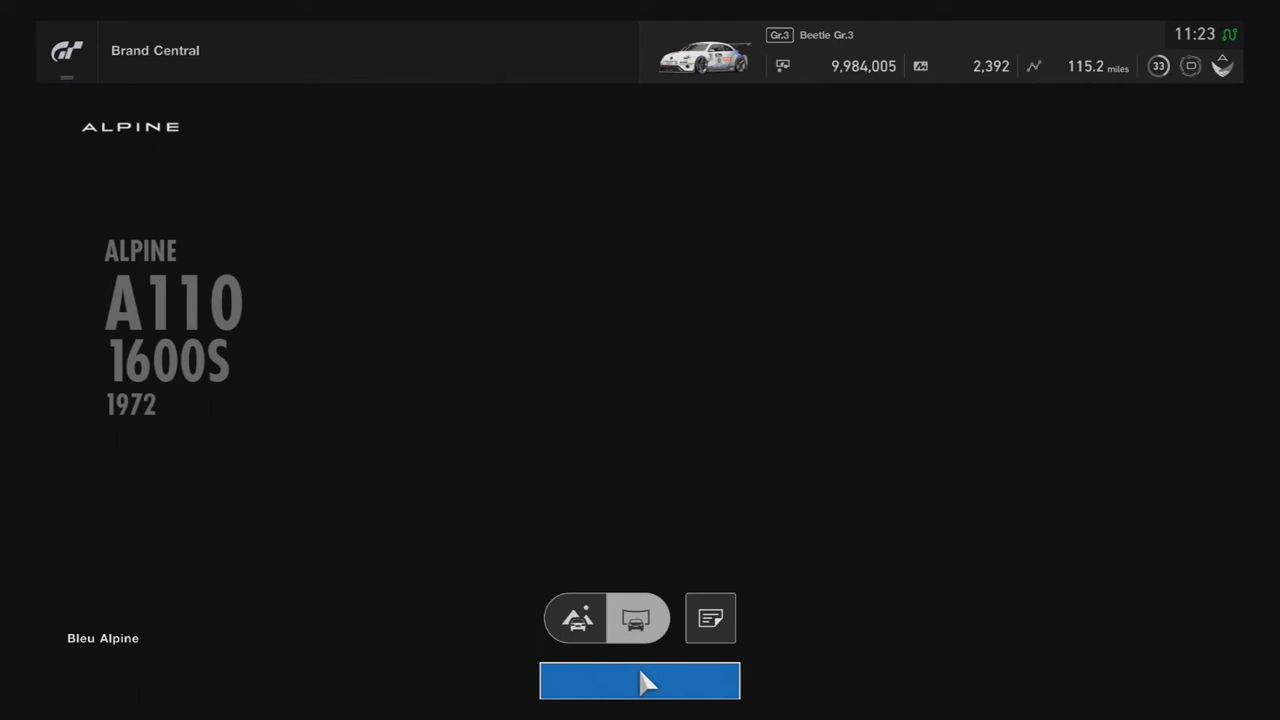 Brand Central
Gr.3 Beetle Gr.3
11:23
9,984,005
2,392
115.2 miles
33
ALPINE
ALPINE
A110
1600S
1972
Bleu Alpine